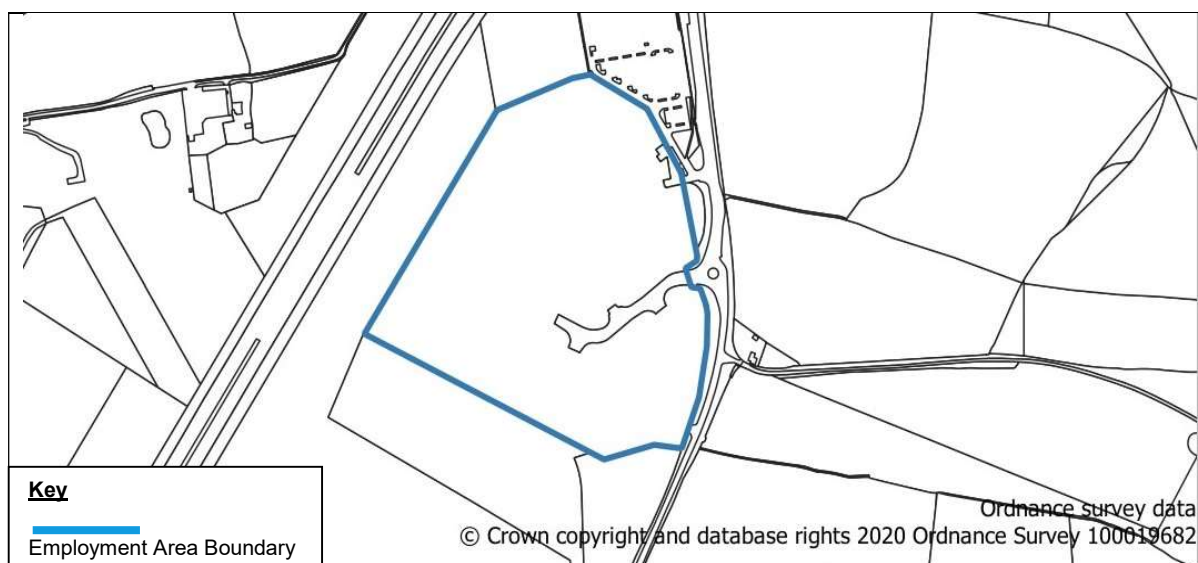 Key
Employment Area Boundary
Ordnance survey data
© Crown copyright and database rights 2020 Ordnance Survey 100019682